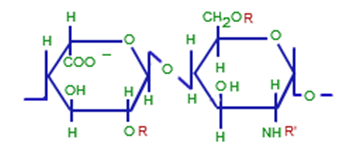 H CH₂OR
H O H O
COO⁻ H O H
OH H H OH H O
H OR H NHR'